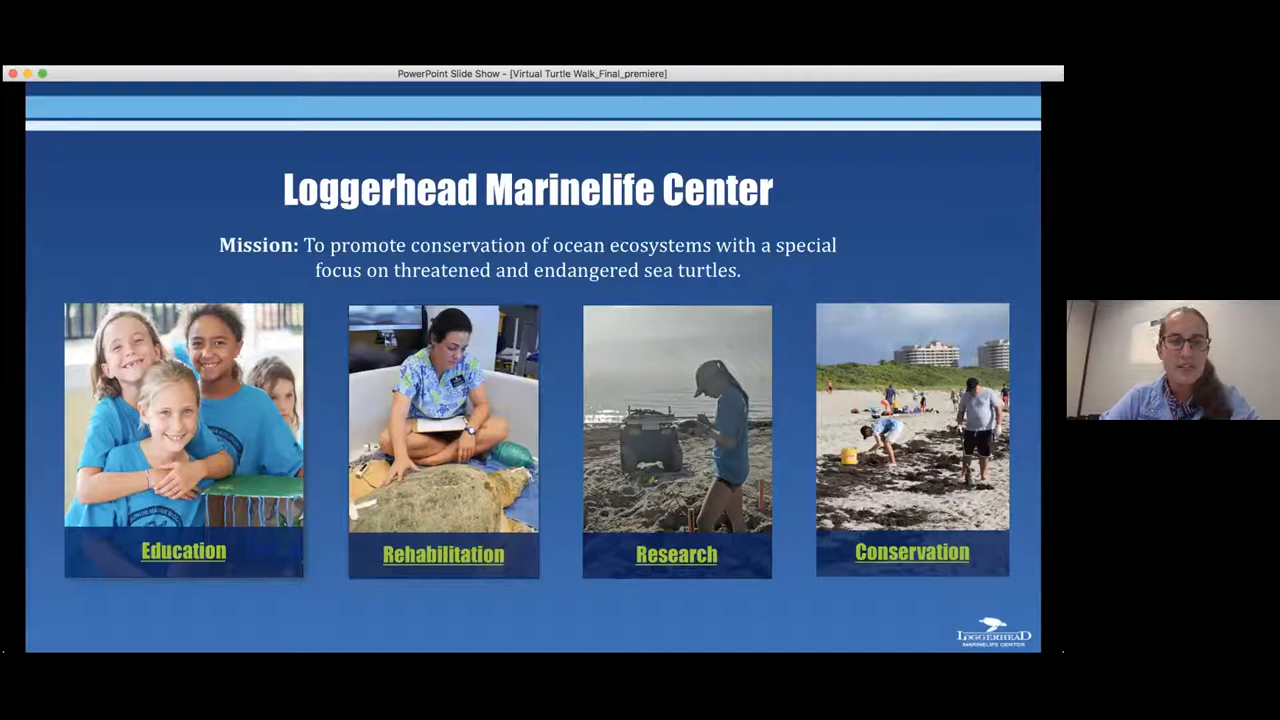 PowerPoint Slide Show - [Virtual Turtle Walk_Final_premiere]
Loggerhead Marinelife Center
Mission: To promote conservation of ocean ecosystems with a special
focus on threatened and endangered sea turtles.
Education
Rehabilitation
Research
Conservation
LOGGERHEAD
MARINELIFE CENTER